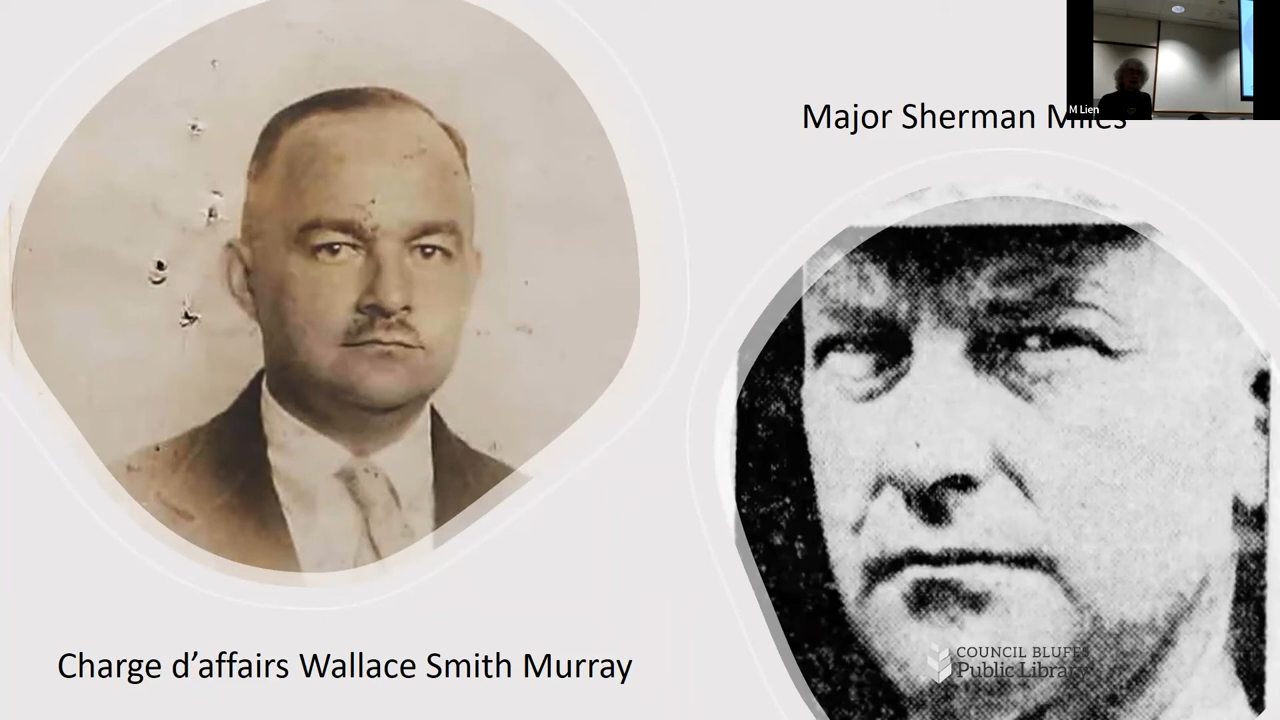 Major Sherman Miles
M Lien
Charge d’affairs Wallace Smith Murray
COUNCIL BLUFFS
Public Library